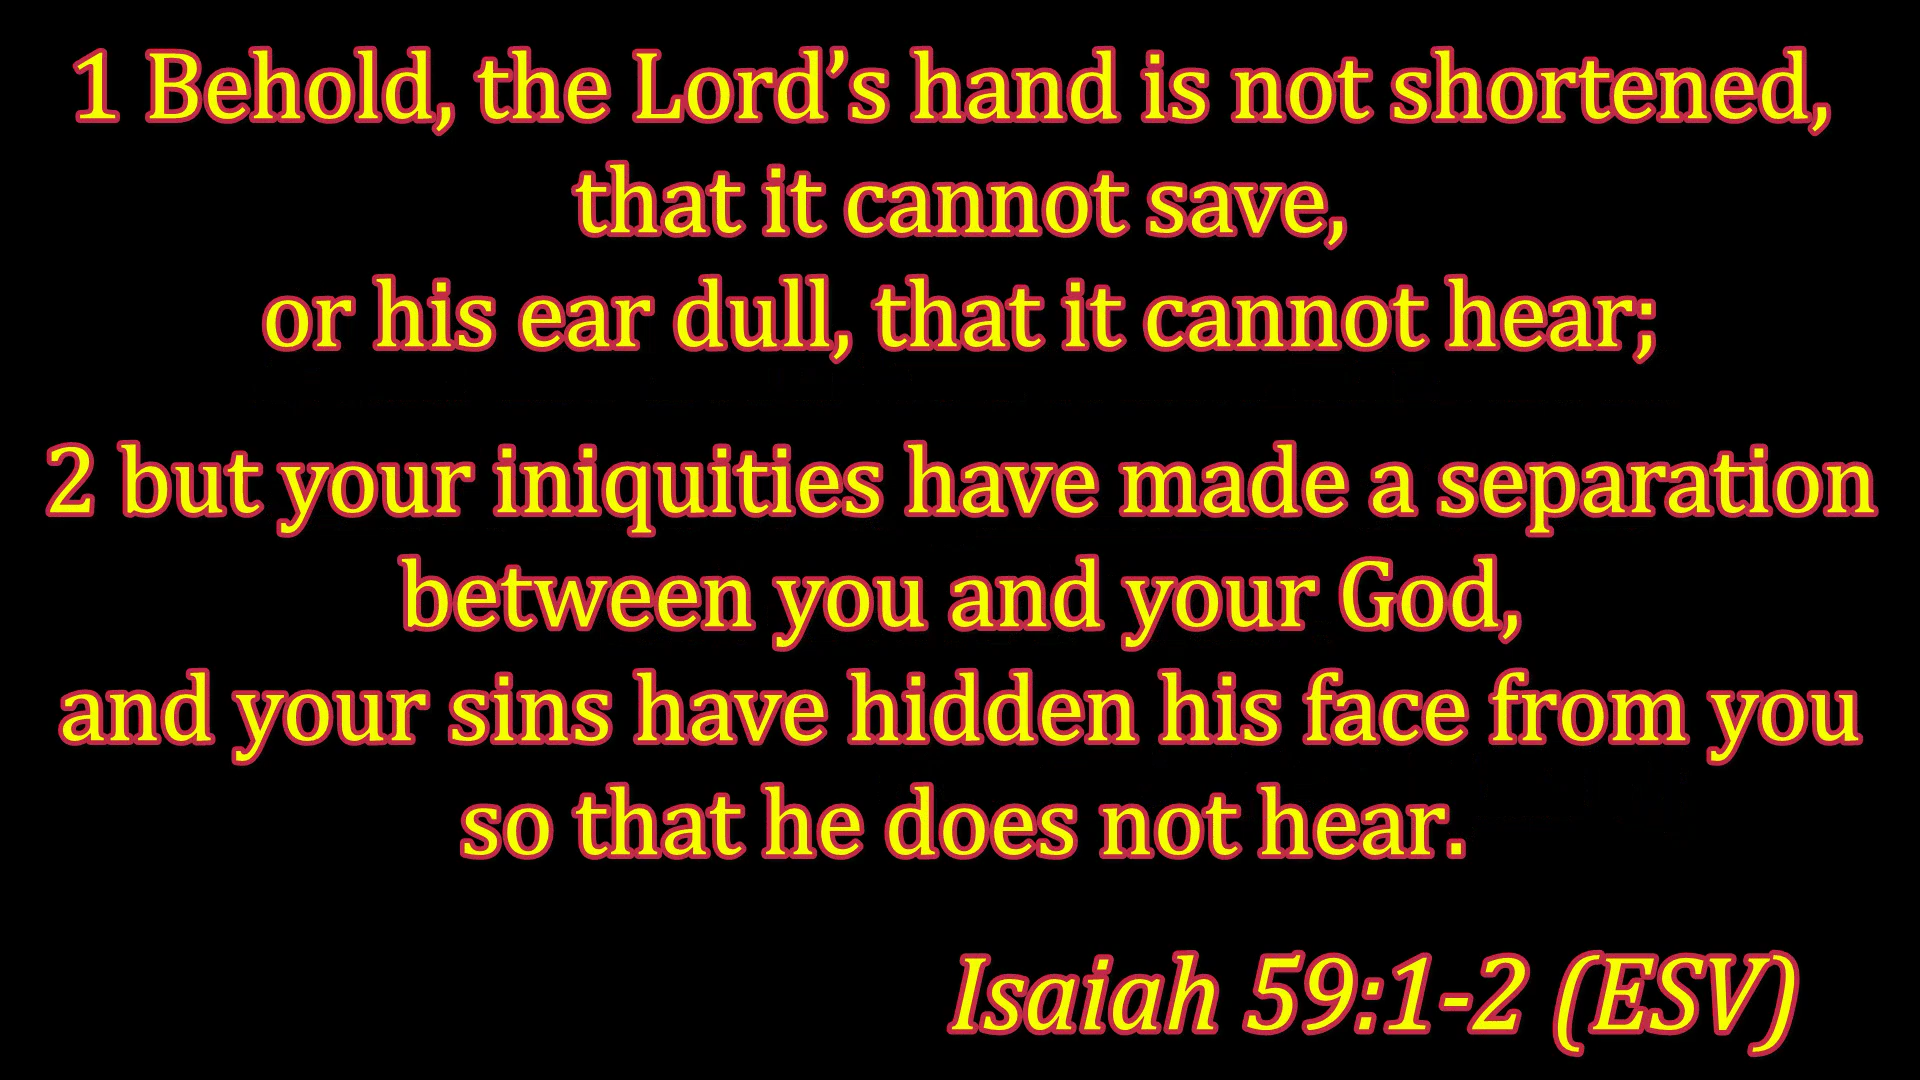 1 Behold, the Lord’s hand is not shortened,
that it cannot save,
or his ear dull, that it cannot hear;
2 but your iniquities have made a separation
between you and your God,
and your sins have hidden his face from you
so that he does not hear.
Isaiah 59:1-2 (ESV)